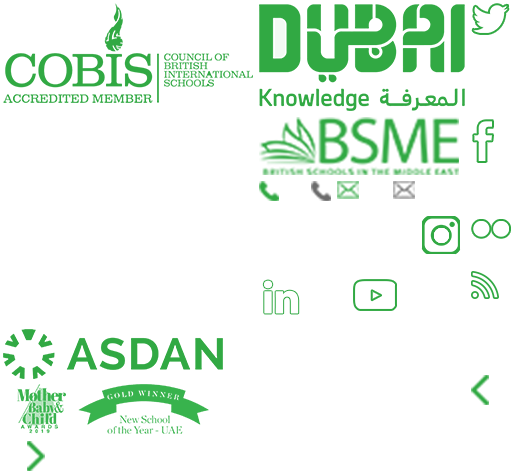 COBIS
ACCREDITED MEMBER
COUNCIL OF
BRITISH
INTERNATIONAL
SCHOOLS
DUBAI
Knowledge المعرفة
BSME
BRITISH SCHOOLS IN THE MIDDLE EAST
in
ASDAN
Mother
Baby&
Child
AWARDS
2019
GOLD WINNER
New School
of the Year - UAE